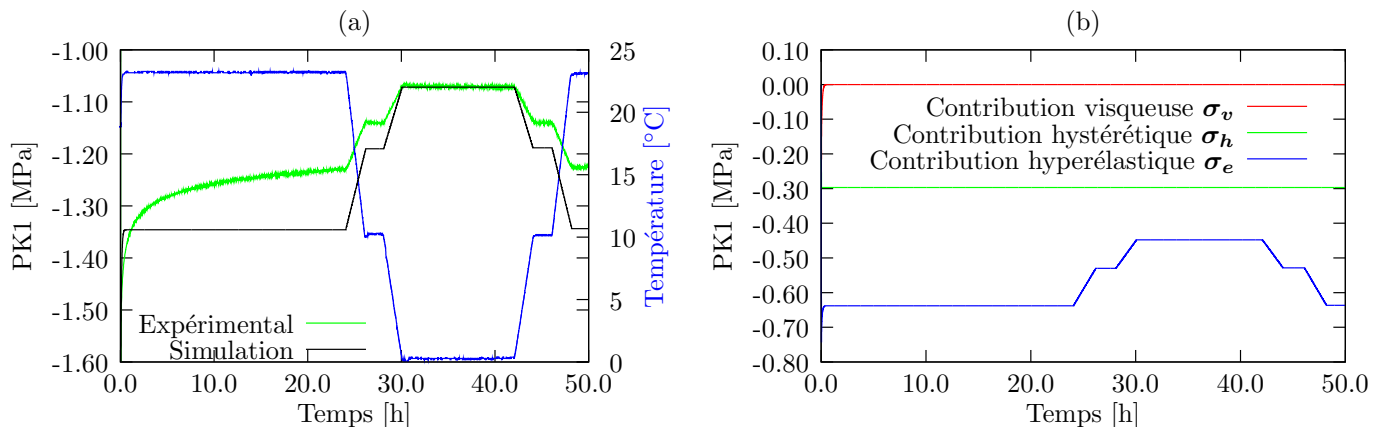 (a)
-1.00
-1.10
-1.20
-1.30
-1.40
-1.50
-1.60
PK1 [MPa]
0.0
10.0
20.0
30.0
40.0
50.0
Temps [h]
25
20
15
10
5
0
Température [°C]
Expérimental
Simulation
(b)
0.10
0.00
-0.10
-0.20
-0.30
-0.40
-0.50
-0.60
-0.70
-0.80
PK1 [MPa]
0.0
10.0
20.0
30.0
40.0
50.0
Temps [h]
Contribution visqueuse σv
Contribution hystérétique σh
Contribution hyperélastique σe